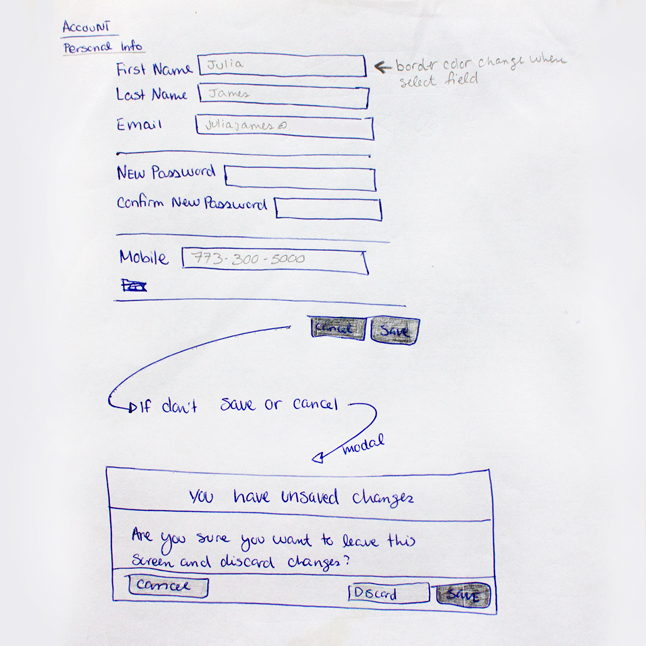 Account
Personal Info
First Name Julia
Last Name James
Email juliajames@
border color change when
select field
New Password
Confirm New Password
Mobile 773-300-5000
Cancel Save
If don't save or cancel
modal
You have unsaved changes
Are you sure you want to leave this
screen and discard changes?
Cancel Discard Save